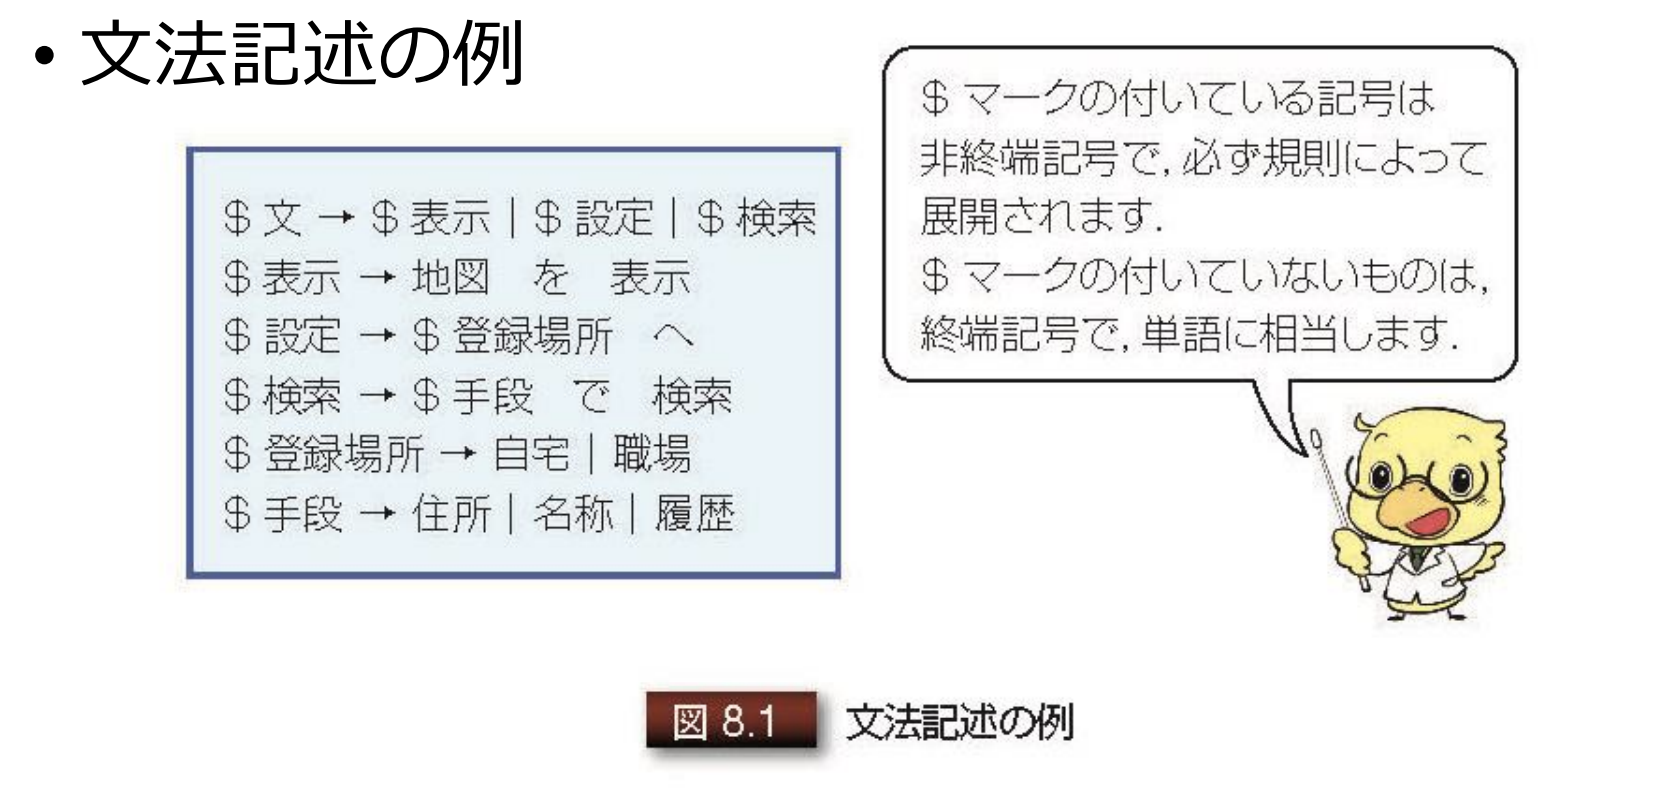 • 文法記述の例
$ 文 → $ 表示 | $ 設定 | $ 検索
$ 表示 → 地図 を 表示
$ 設定 → $ 登録場所 へ
$ 検索 → $ 手段 で 検索
$ 登録場所 → 自宅 | 職場
$ 手段 → 住所 | 名称 | 履歴
$ マークの付いている記号は
非終端記号で, 必ず規則によって
展開されます.
$ マークの付いていないものは,
終端記号で, 単語に相当します.
図 8.1 文法記述の例